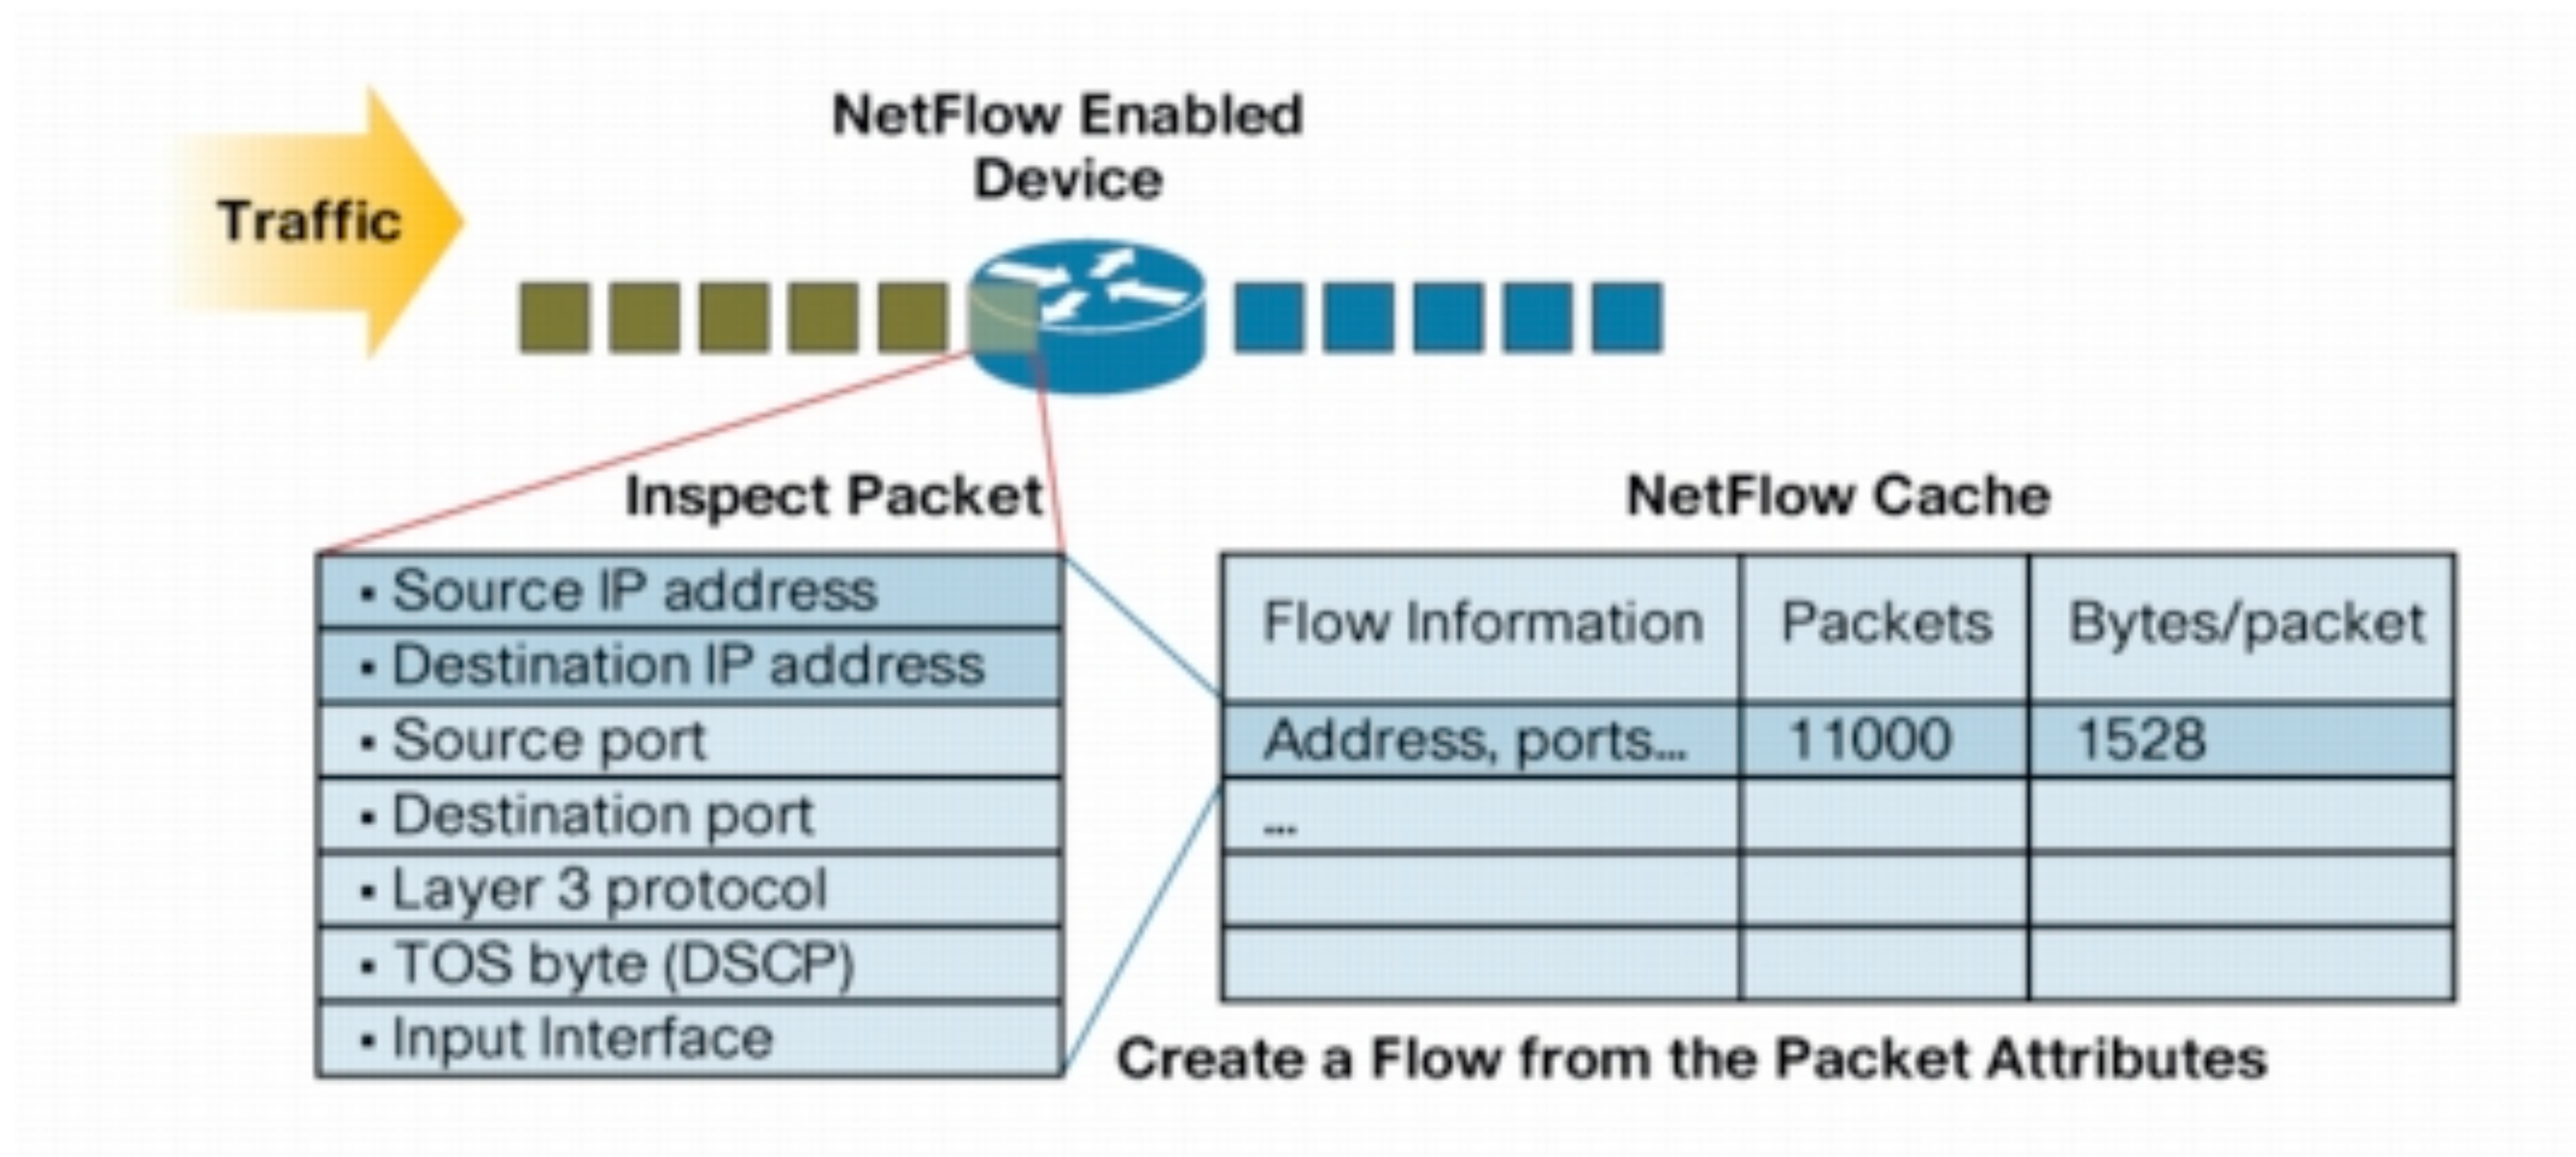 NetFlow Enabled
Device
Traffic
Inspect Packet
▪ Source IP address
▪ Destination IP address
▪ Source port
▪ Destination port
▪ Layer 3 protocol
▪ TOS byte (DSCP)
▪ Input Interface
NetFlow Cache
Flow Information Packets Bytes/packet
Address, ports... 11000 1528
...
Create a Flow from the Packet Attributes